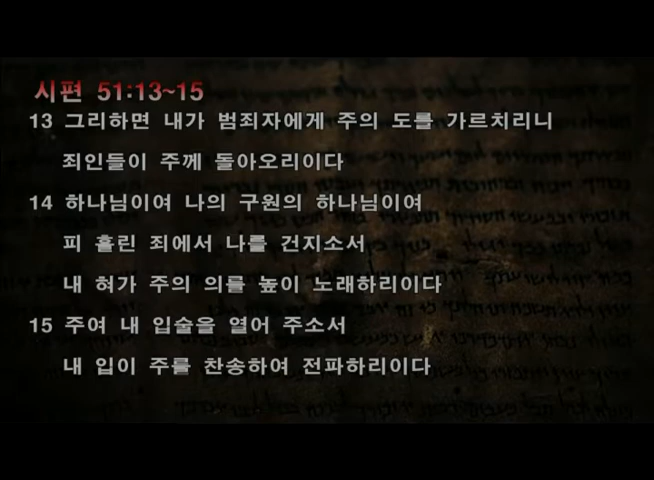 시편 51:13~15
13 그리하면 내가 범죄자에게 주의 도를 가르치리니
죄인들이 주께 돌아오리이다
14 하나님이여 나의 구원의 하나님이여
피 흘린 죄에서 나를 건지소서
내 혀가 주의 의를 높이 노래하리이다
15 주여 내 입술을 열어 주소서
내 입이 주를 찬송하여 전파하리이다